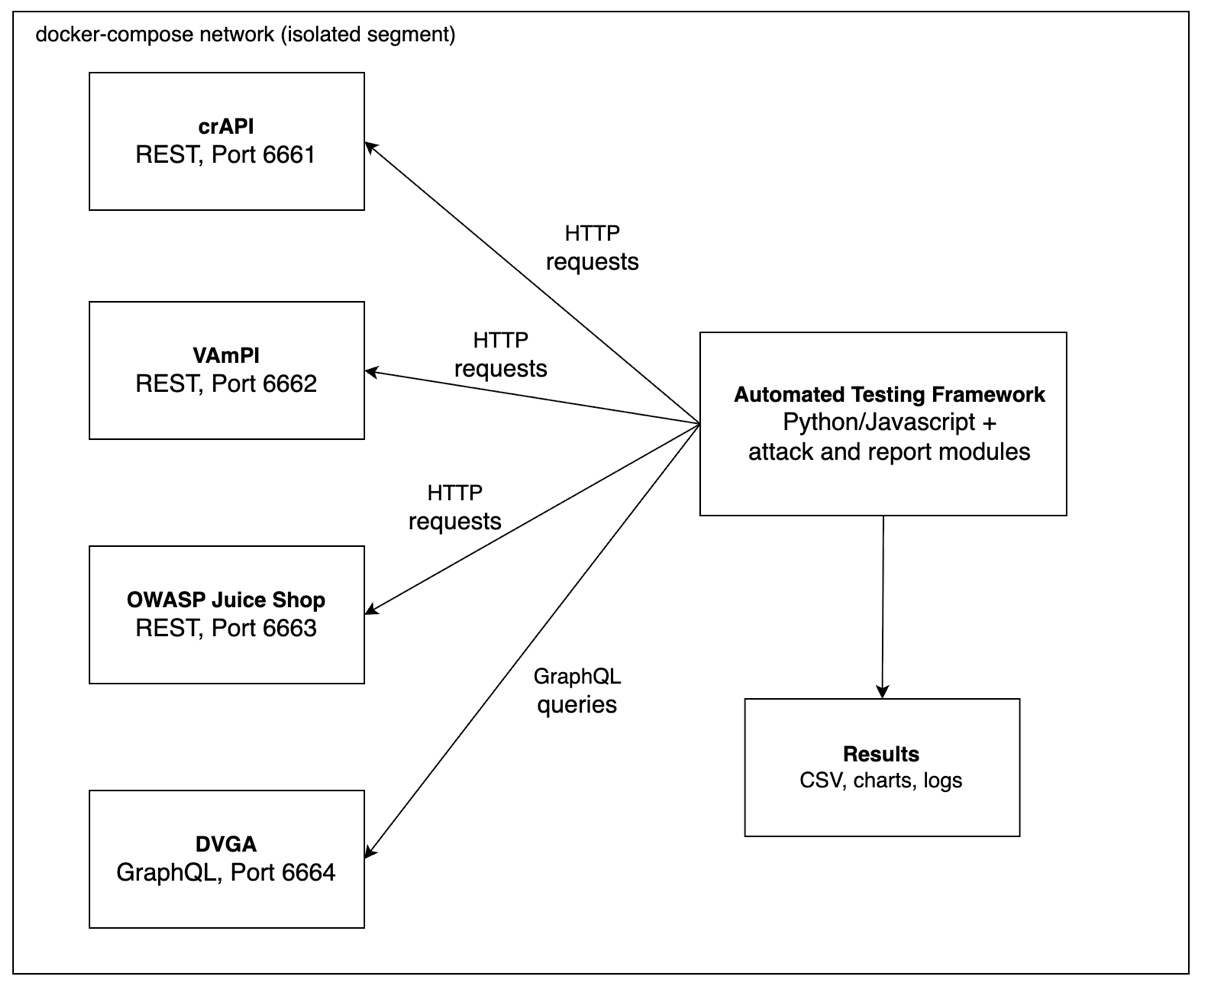 docker-compose network (isolated segment)
crAPI
REST, Port 6661
HTTP
requests
VAmPI
REST, Port 6662
HTTP
requests
Automated Testing Framework
Python/Javascript +
attack and report modules
HTTP
requests
OWASP Juice Shop
REST, Port 6663
GraphQL
queries
Results
CSV, charts, logs
DVGA
GraphQL, Port 6664